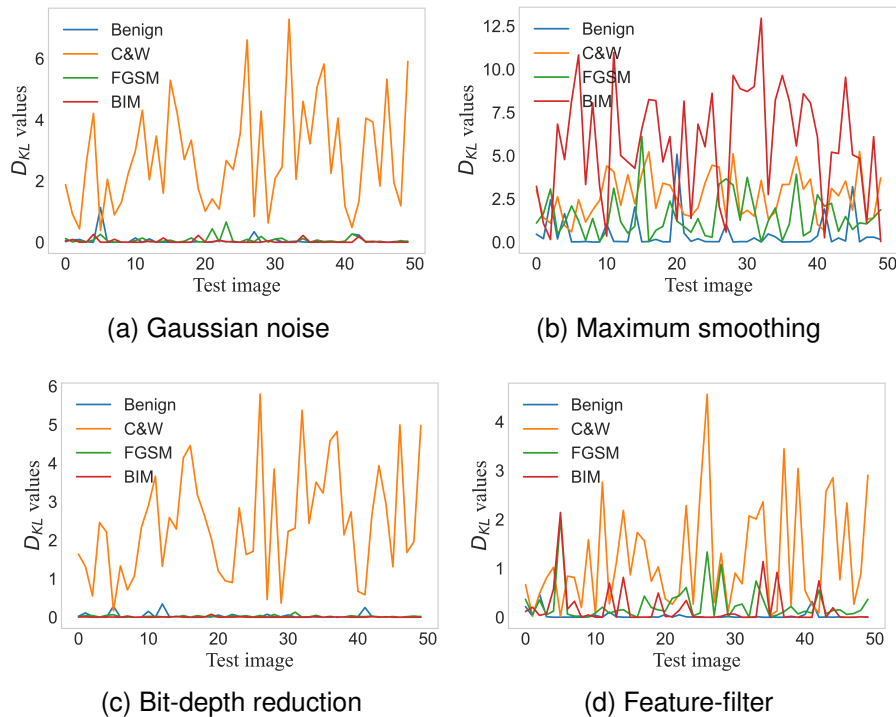 Benign
C&W
FGSM
BIM
6
4
2
0
D_KL values
0 10 20 30 40 50
Test image
(a) Gaussian noise
Benign
C&W
FGSM
BIM
12.5
10.0
7.5
5.0
2.5
0.0
D_KL values
0 10 20 30 40 50
Test image
(b) Maximum smoothing
Benign
C&W
FGSM
BIM
6
5
4
3
2
1
0
D_KL values
0 10 20 30 40 50
Test image
(c) Bit-depth reduction
Benign
C&W
FGSM
BIM
4
3
2
1
0
D_KL values
0 10 20 30 40 50
Test image
(d) Feature-filter